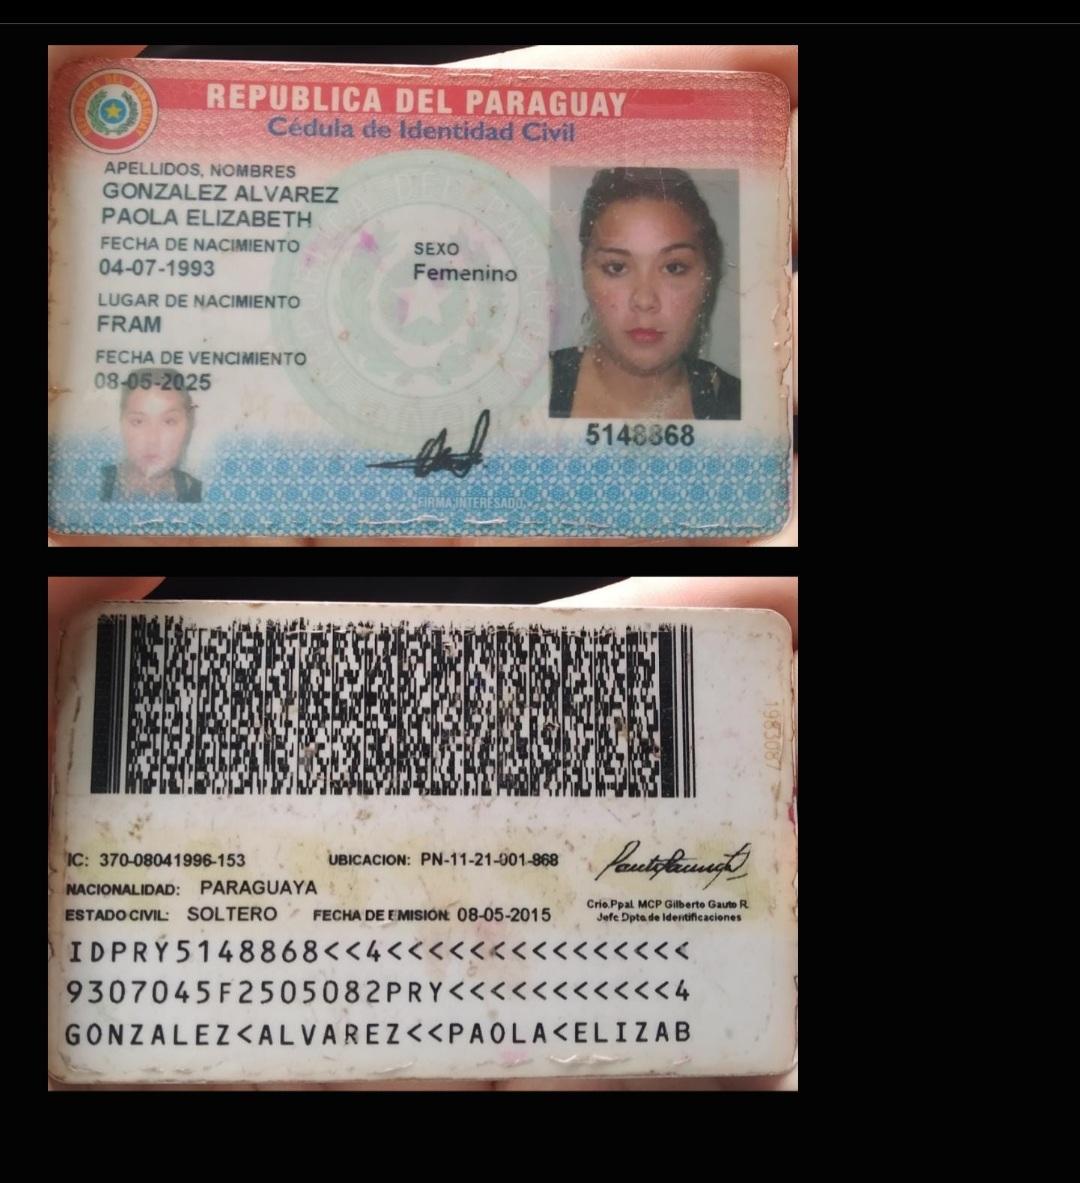 REPUBLICA DEL PARAGUAY
Cédula de Identidad Civil
APELLIDOS, NOMBRES
GONZALEZ ALVAREZ
PAOLA ELIZABETH
FECHA DE NACIMIENTO
04-07-1993
SEXO
Femenino
LUGAR DE NACIMIENTO
FRAM
FECHA DE VENCIMIENTO
08-05-2025
5148868
FIRMA INTERESADO
IC: 370-08041996-153 UBICACION: PN-11-21-001-868
NACIONALIDAD: PARAGUAYA
ESTADO CIVIL: SOLTERO FECHA DE EMISIÓN: 08-05-2015
Crio.Ppal. MCP Gilberto Gauto R.
Jefe Dpto. de Identificaciones
IDPRY5148868<<4<<<<<<<<<<<<<<<
9307045F2505082PRY<<<<<<<<<<<4
GONZALEZ<ALVAREZ<<PAOLA<ELIZAB